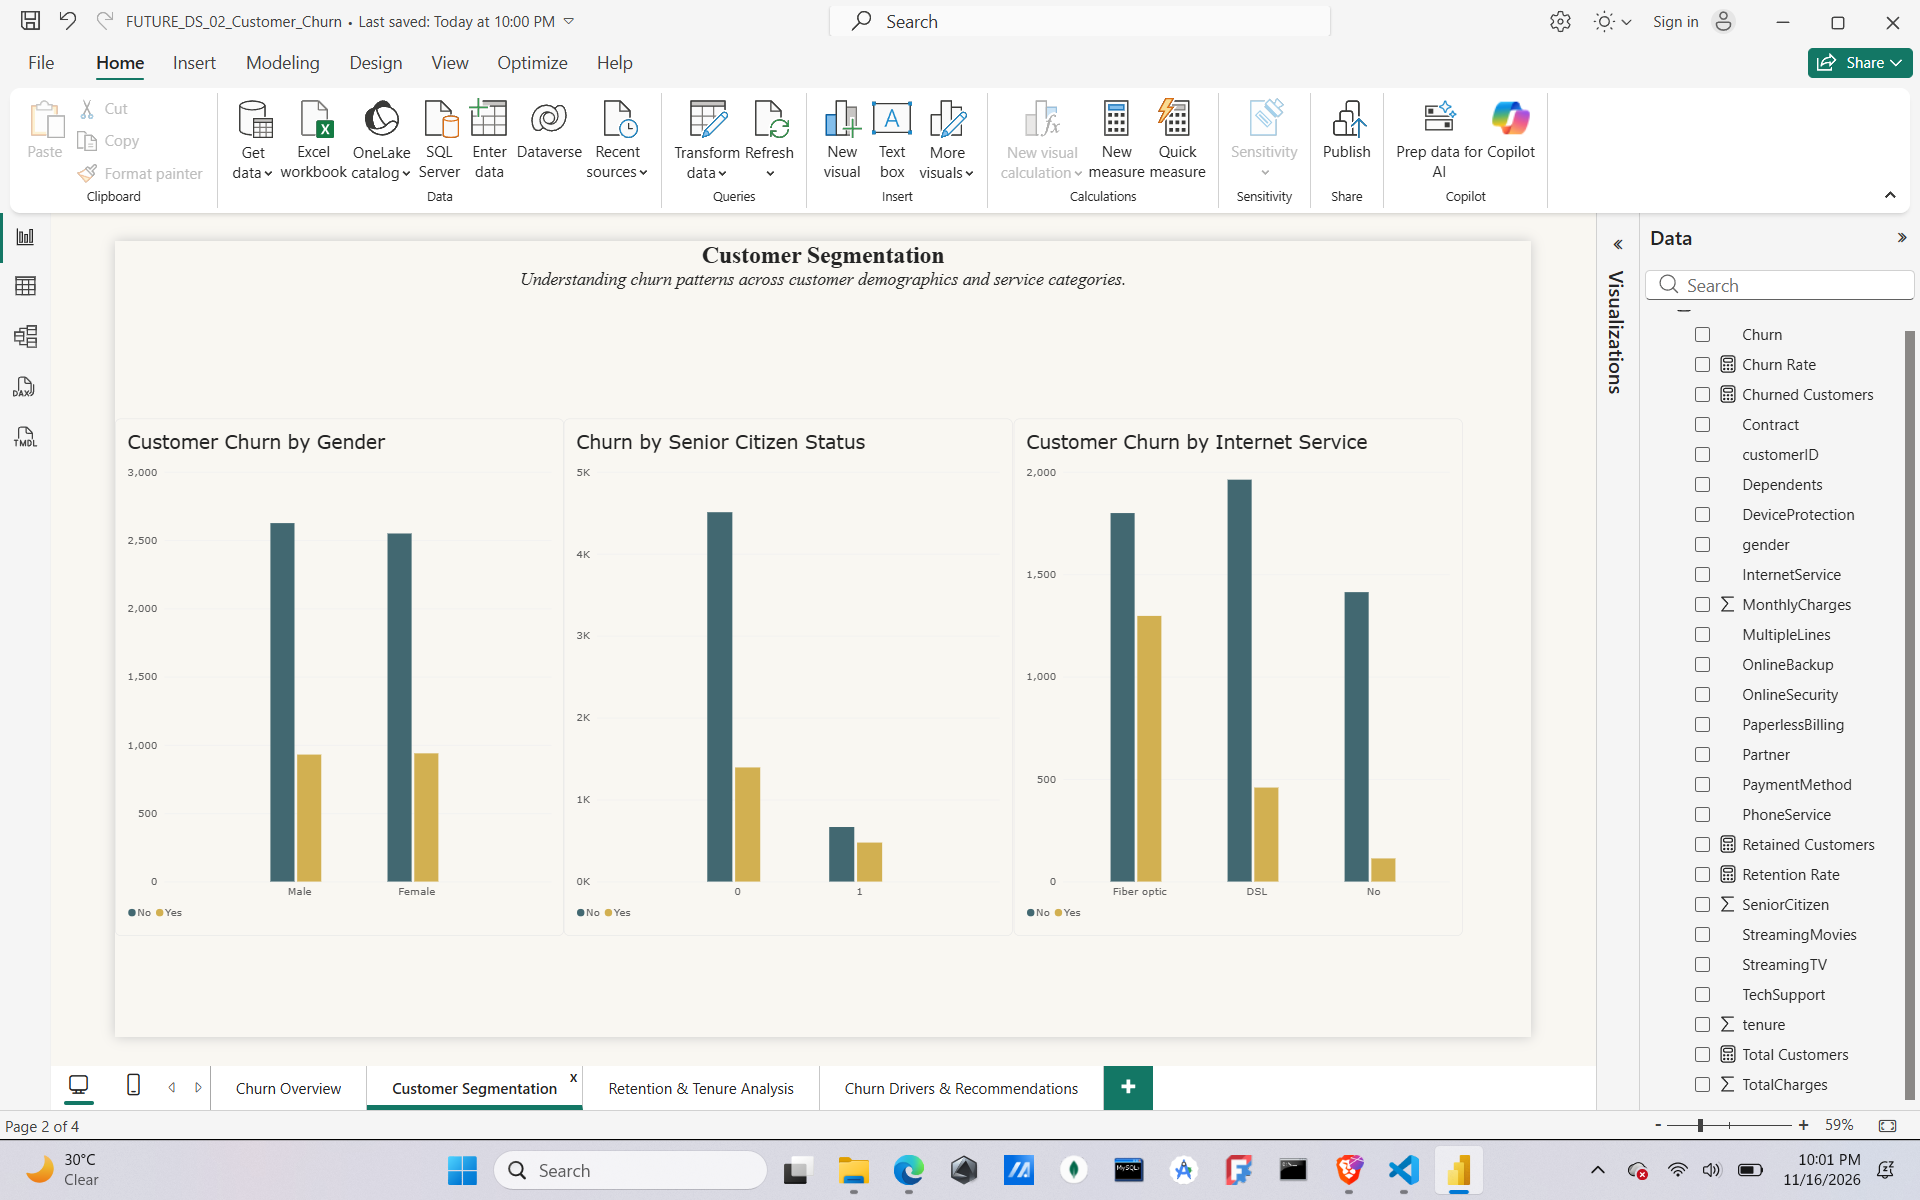 FUTURE_DS_02_Customer_Churn • Last saved: Today at 10:00 PM
Search
Sign in
File
Home
Insert
Modeling
Design
View
Optimize
Help
Share
Paste
Cut
Copy
Format painter
Clipboard
Get data
Excel workbook
OneLake catalog
SQL Server
Enter data
Dataverse
Recent sources
Data
Transform data
Refresh
Queries
New visual
Text box
More visuals
Insert
New visual calculation
New measure
Quick measure
Calculations
Sensitivity
Sensitivity
Publish
Share
Prep data for AI
Copilot
Copilot
DAX
TMDL
Customer Segmentation
Understanding churn patterns across customer demographics and service categories.
Customer Churn by Gender
3,000
2,500
2,000
1,500
1,000
500
0
Male
Female
No
Yes
Churn by Senior Citizen Status
5K
4K
3K
2K
1K
0K
0
1
No
Yes
Customer Churn by Internet Service
2,000
1,500
1,000
500
0
Fiber optic
DSL
No
No
Yes
Visualizations
Data
Search
Churn
Churn Rate
Churned Customers
Contract
customerID
Dependents
DeviceProtection
gender
InternetService
MonthlyCharges
MultipleLines
OnlineBackup
OnlineSecurity
PaperlessBilling
Partner
PaymentMethod
PhoneService
Retained Customers
Retention Rate
SeniorCitizen
StreamingMovies
StreamingTV
TechSupport
tenure
Total Customers
TotalCharges
Churn Overview
Customer Segmentation
x
Retention & Tenure Analysis
Churn Drivers & Recommendations
Page 2 of 4
59%
30°C
Clear
Search
10:01 PM
11/16/2026